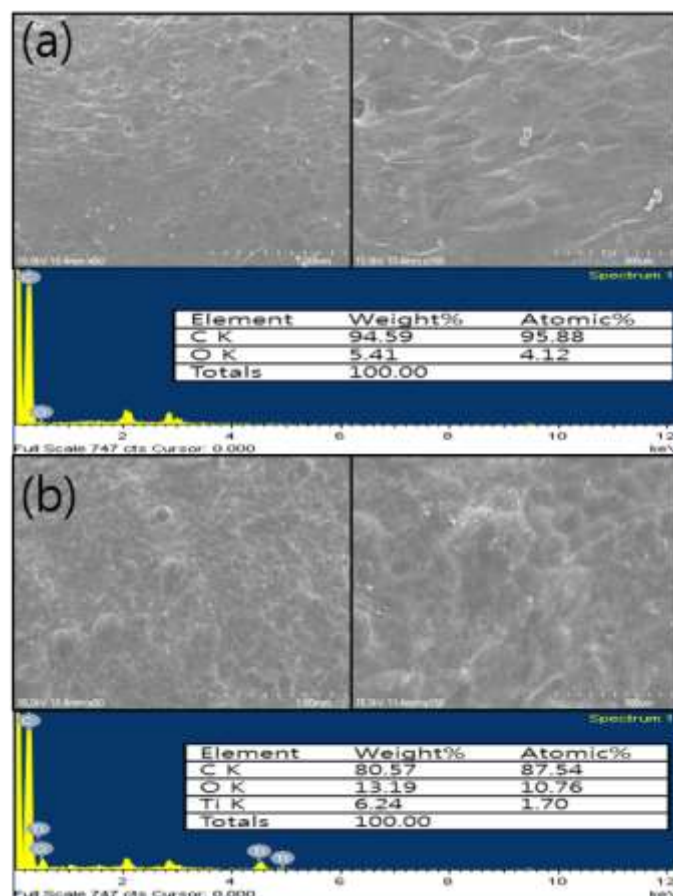 (a)
Spectrum 1
Element Weight% Atomic%
C K 94.59 95.88
O K 5.41 4.12
Totals 100.00
2 4 6 8 10 12
Full Scale 747 cts Cursor: 0.000 keV
(b)
Spectrum 1
Element Weight% Atomic%
C K 80.57 87.54
O K 13.19 10.76
Ti K 6.24 1.70
Totals 100.00
2 4 6 8 10 12
Full Scale 747 cts Cursor: 0.000 keV